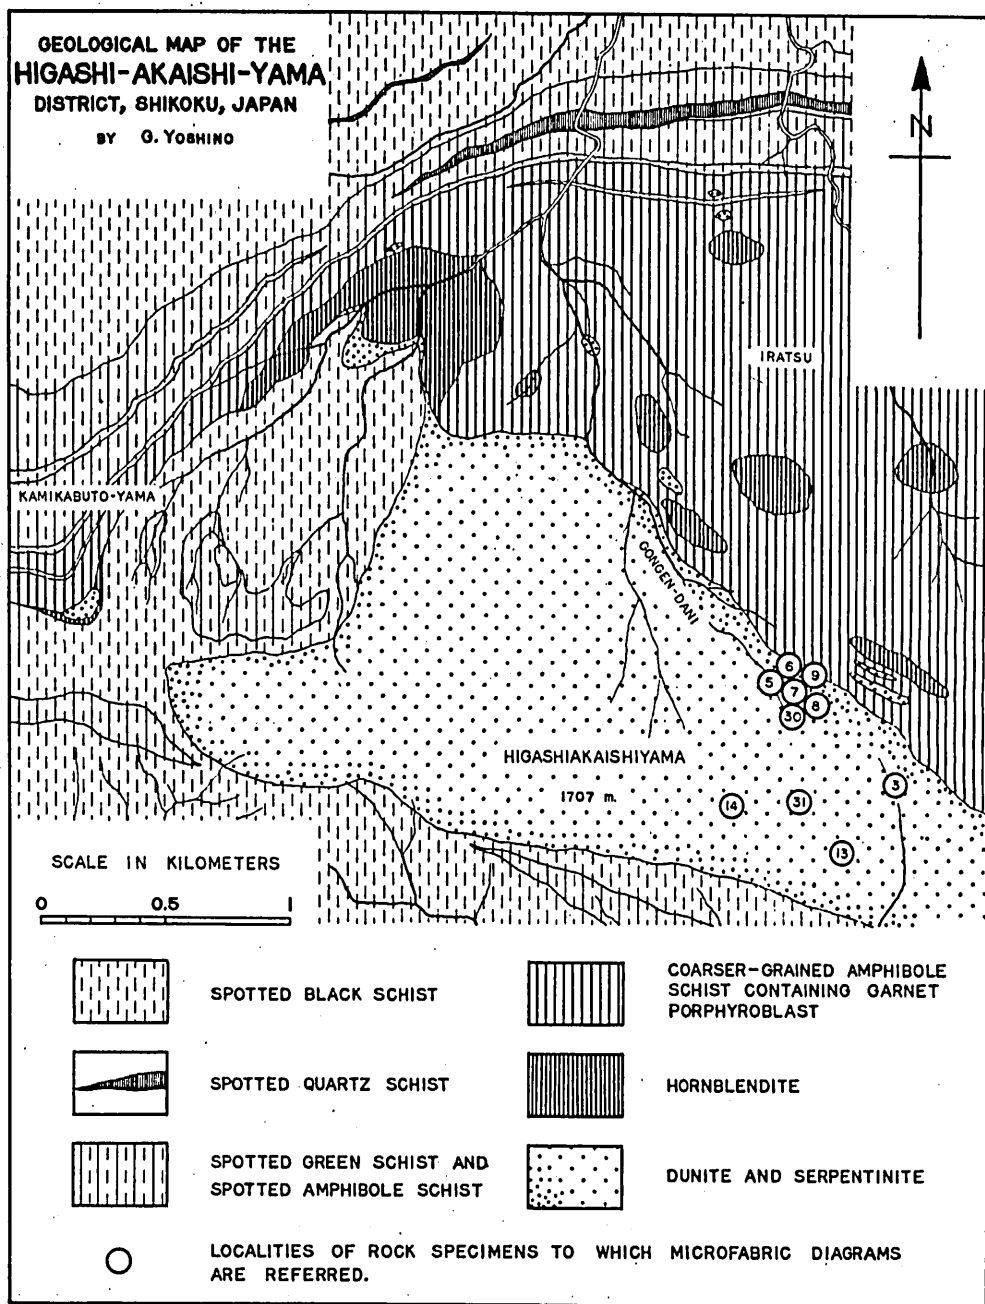 GEOLOGICAL MAP OF THE
HIGASHI-AKAISHI-YAMA
DISTRICT, SHIKOKU, JAPAN
BY G. YOSHINO
N
IRATSU
KAMIKABUTO-YAMA
GONGEN-DANI
6
9
5
7
8
30
HIGASHIAKAISHIYAMA
1707 m.
14
31
3
13
SCALE IN KILOMETERS
0 0.5 1
SPOTTED BLACK SCHIST
COARSER-GRAINED AMPHIBOLE
SCHIST CONTAINING GARNET
PORPHYROBLAST
SPOTTED QUARTZ SCHIST
HORNBLENDITE
SPOTTED GREEN SCHIST AND
SPOTTED AMPHIBOLE SCHIST
DUNITE AND SERPENTINITE
LOCALITIES OF ROCK SPECIMENS TO WHICH MICROFABRIC DIAGRAMS
ARE REFERRED.